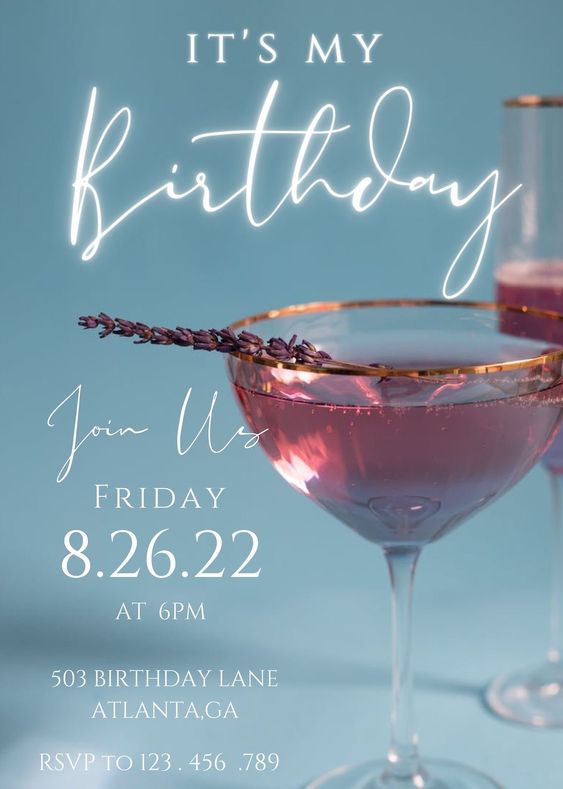 IT'S MY
Birthday
Join Us
FRIDAY
8.26.22
AT 6PM
503 BIRTHDAY LANE
ATLANTA,GA
RSVP TO 123 . 456 .789